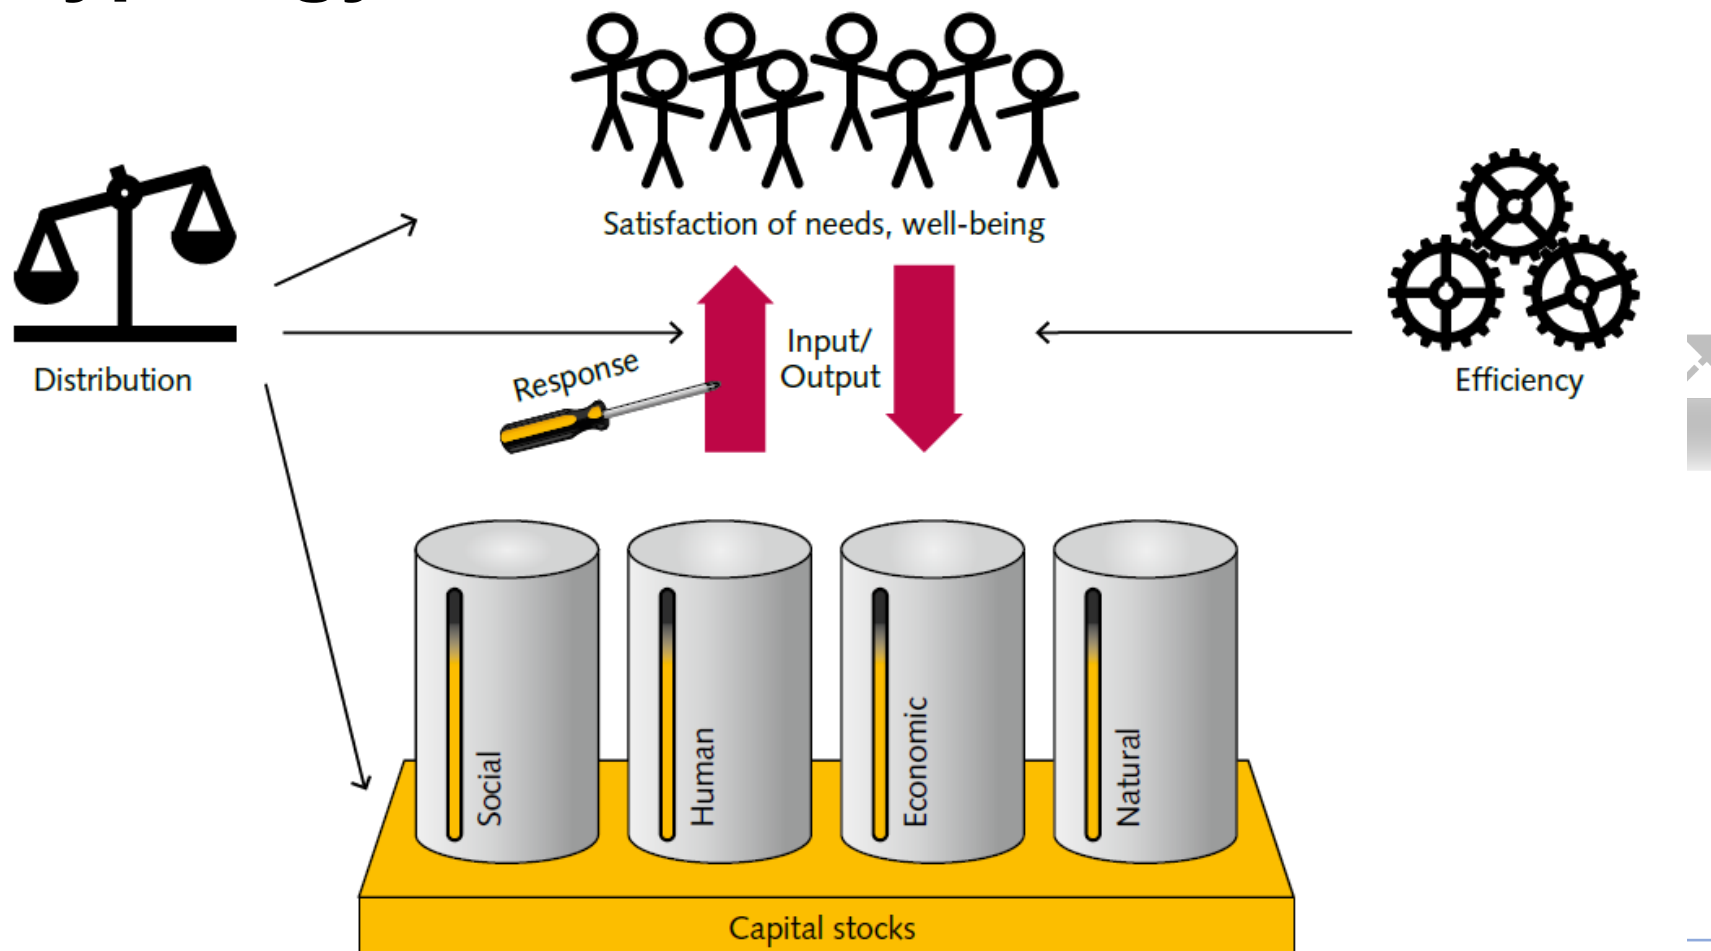 Satisfaction of needs, well-being
Distribution
Response
Input/
Output
Efficiency
Social
Human
Economic
Natural
Capital stocks